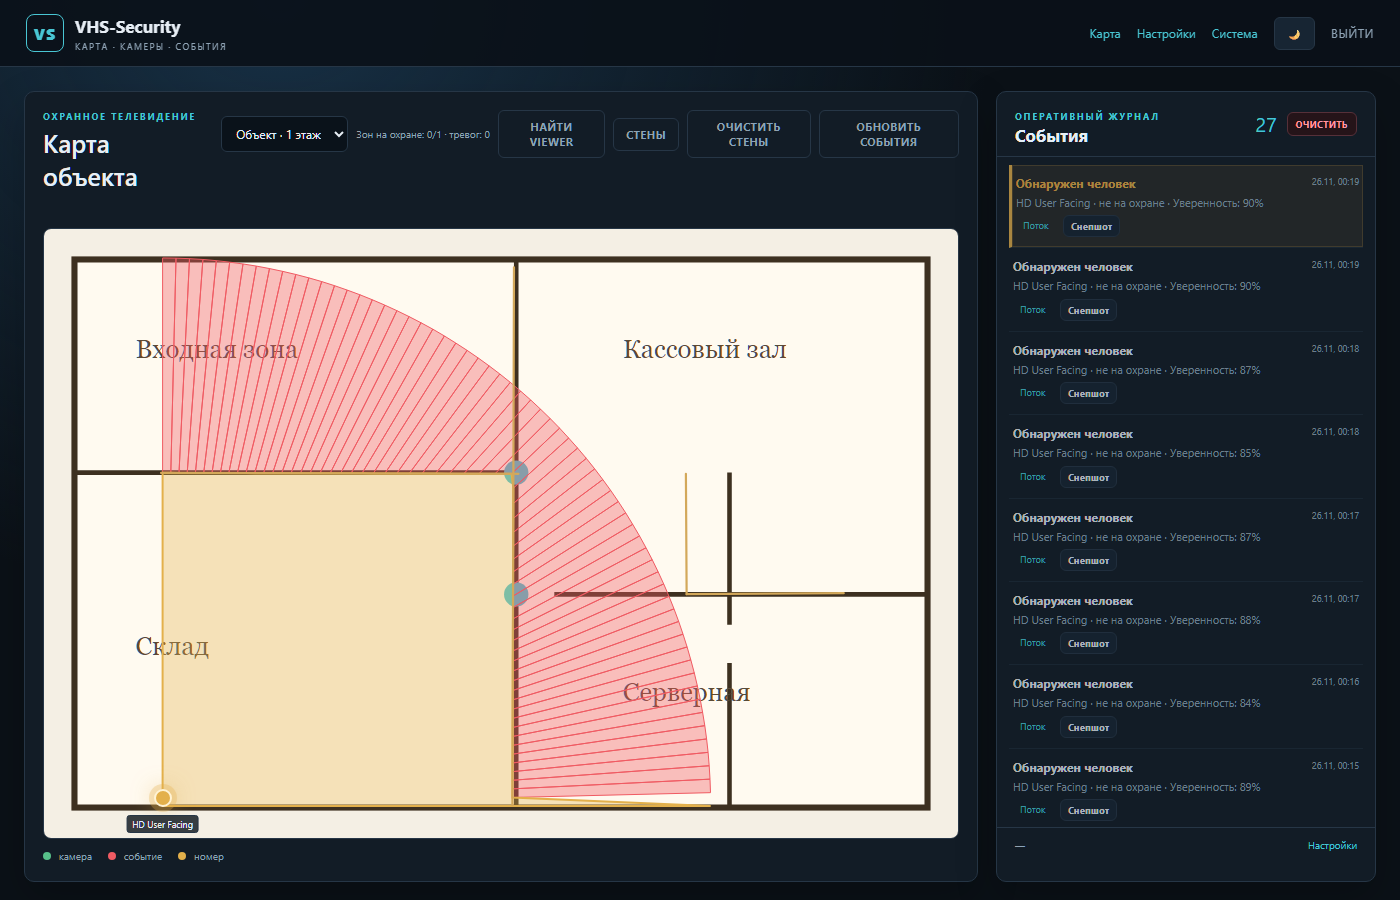 VS
VHS-Security
КАРТА · КАМЕРЫ · СОБЫТИЯ
Карта
Настройки
Система
ВЫЙТИ
ОХРАННОЕ ТЕЛЕВИДЕНИЕ
Карта
объекта
Объект · 1 этаж
Зон на охране: 0/1 · тревог: 0
НАЙТИ
VIEWER
СТЕНЫ
ОЧИСТИТЬ
СТЕНЫ
ОБНОВИТЬ
СОБЫТИЯ
Входная зона
Кассовый зал
Склад
Серверная
HD User Facing
камера
событие
номер
ОПЕРАТИВНЫЙ ЖУРНАЛ
События
27
ОЧИСТИТЬ
Обнаружен человек
26.11, 00:19
HD User Facing · не на охране · Уверенность: 90%
Поток
Снепшот
Обнаружен человек
26.11, 00:19
HD User Facing · не на охране · Уверенность: 90%
Поток
Снепшот
Обнаружен человек
26.11, 00:18
HD User Facing · не на охране · Уверенность: 87%
Поток
Снепшот
Обнаружен человек
26.11, 00:18
HD User Facing · не на охране · Уверенность: 85%
Поток
Снепшот
Обнаружен человек
26.11, 00:17
HD User Facing · не на охране · Уверенность: 87%
Поток
Снепшот
Обнаружен человек
26.11, 00:17
HD User Facing · не на охране · Уверенность: 88%
Поток
Снепшот
Обнаружен человек
26.11, 00:16
HD User Facing · не на охране · Уверенность: 84%
Поток
Снепшот
Обнаружен человек
26.11, 00:15
HD User Facing · не на охране · Уверенность: 89%
Поток
Снепшот
—
Настройки